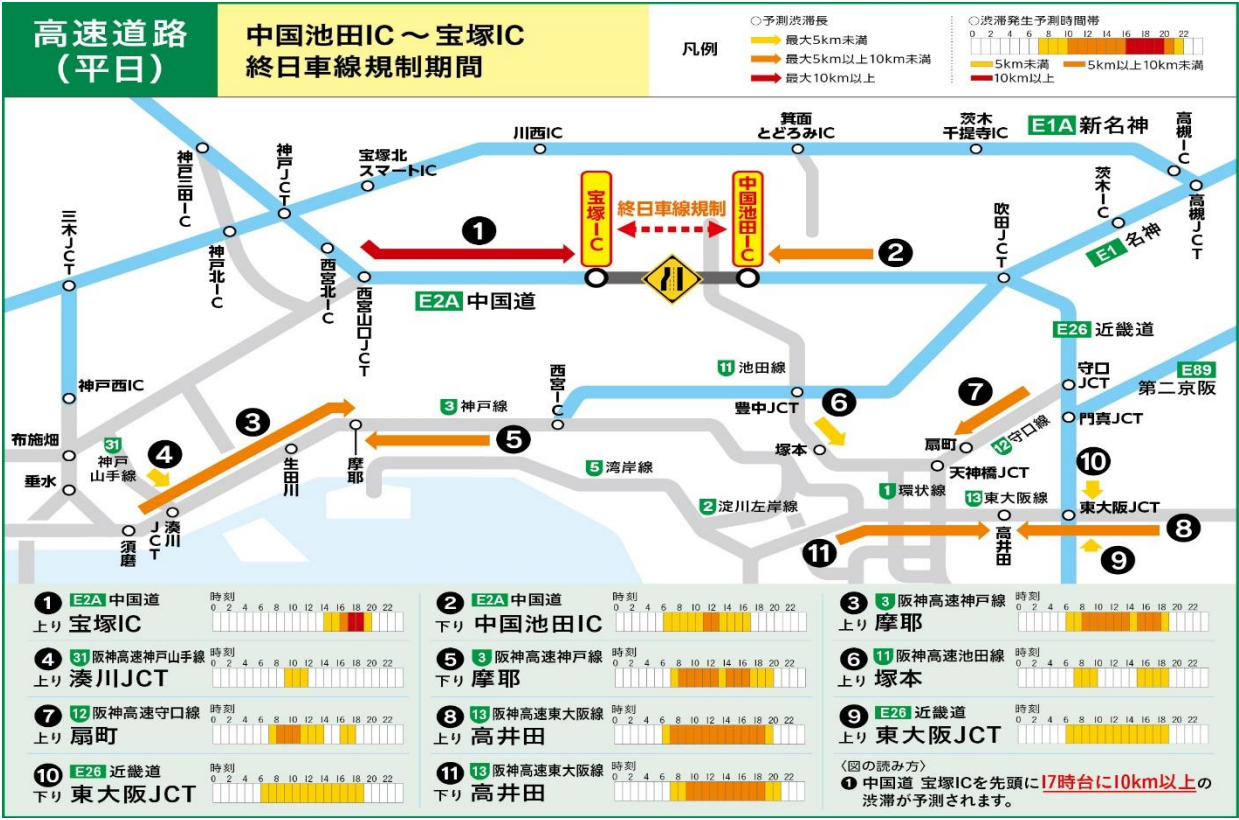 高速道路
(平日)
中国池田IC～宝塚IC
終日車線規制期間
凡例
○予測渋滞長
最大5km未満
最大5km以上10km未満
最大10km以上
○渋滞発生予測時間帯
0 2 4 6 8 10 12 14 16 18 20 22
5km未満 5km以上10km未満
10km以上
E1A 新名神
川西IC
箕面
とどろみIC
茨木
千提寺IC
高槻IC
高槻JCT
茨木IC
E1 名神
神戸三田IC
神戸JCT
宝塚北
スマートIC
三木JCT
神戸北IC
西宮北IC
西宮山口JCT
1
宝塚IC
終日車線規制
中国池田IC
2
吹田JCT
E2A 中国道
E26 近畿道
E89
第二京阪
守口
JCT
門真JCT
神戸西IC
布施畑
垂水
31
神戸
山手線
4
3
須磨
湊川
JCT
生田川
摩耶
3 神戸線
5
西宮IC
11 池田線
豊中JCT
6
塚本
7
扇町
12 守口線
天神橋JCT
5 湾岸線
2 淀川左岸線
1 環状線
13 東大阪線
高井田
10
東大阪JCT
8
9
11
1 E2A 中国道
上り 宝塚IC
時刻
0 2 4 6 8 10 12 14 16 18 20 22
2 E2A 中国道
下り 中国池田IC
時刻
0 2 4 6 8 10 12 14 16 18 20 22
3 3 阪神高速神戸線
上り 摩耶
時刻
0 2 4 6 8 10 12 14 16 18 20 22
4 31 阪神高速神戸山手線
上り 湊川JCT
時刻
0 2 4 6 8 10 12 14 16 18 20 22
5 3 阪神高速神戸線
下り 摩耶
時刻
0 2 4 6 8 10 12 14 16 18 20 22
6 11 阪神高速池田線
上り 塚本
時刻
0 2 4 6 8 10 12 14 16 18 20 22
7 12 阪神高速守口線
上り 扇町
時刻
0 2 4 6 8 10 12 14 16 18 20 22
8 13 阪神高速東大阪線
上り 高井田
時刻
0 2 4 6 8 10 12 14 16 18 20 22
9 E26 近畿道
上り 東大阪JCT
時刻
0 2 4 6 8 10 12 14 16 18 20 22
10 E26 近畿道
下り 東大阪JCT
時刻
0 2 4 6 8 10 12 14 16 18 20 22
11 13 阪神高速東大阪線
下り 高井田
時刻
0 2 4 6 8 10 12 14 16 18 20 22
〈図の読み方〉
1 中国道 宝塚ICを先頭に17時台に10km以上の
渋滞が予測されます。